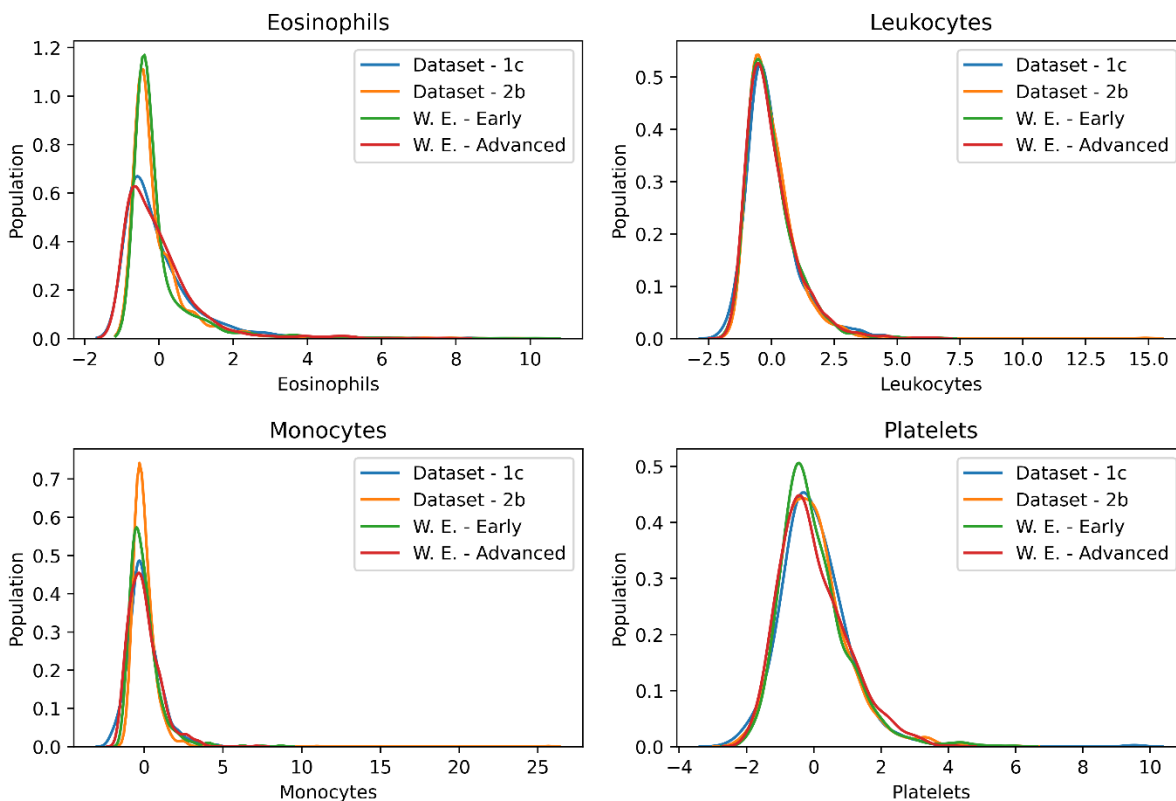 Eosinophils
Population
1.2
1.0
0.8
0.6
0.4
0.2
0.0
Dataset - 1c
Dataset - 2b
W. E. - Early
W. E. - Advanced
−2 0 2 4 6 8 10
Eosinophils
Leukocytes
Population
0.5
0.4
0.3
0.2
0.1
0.0
Dataset - 1c
Dataset - 2b
W. E. - Early
W. E. - Advanced
−2.5 0.0 2.5 5.0 7.5 10.0 12.5 15.0
Leukocytes
Monocytes
Population
0.7
0.6
0.5
0.4
0.3
0.2
0.1
0.0
Dataset - 1c
Dataset - 2b
W. E. - Early
W. E. - Advanced
0 5 10 15 20 25
Monocytes
Platelets
Population
0.5
0.4
0.3
0.2
0.1
0.0
Dataset - 1c
Dataset - 2b
W. E. - Early
W. E. - Advanced
−4 −2 0 2 4 6 8 10
Platelets